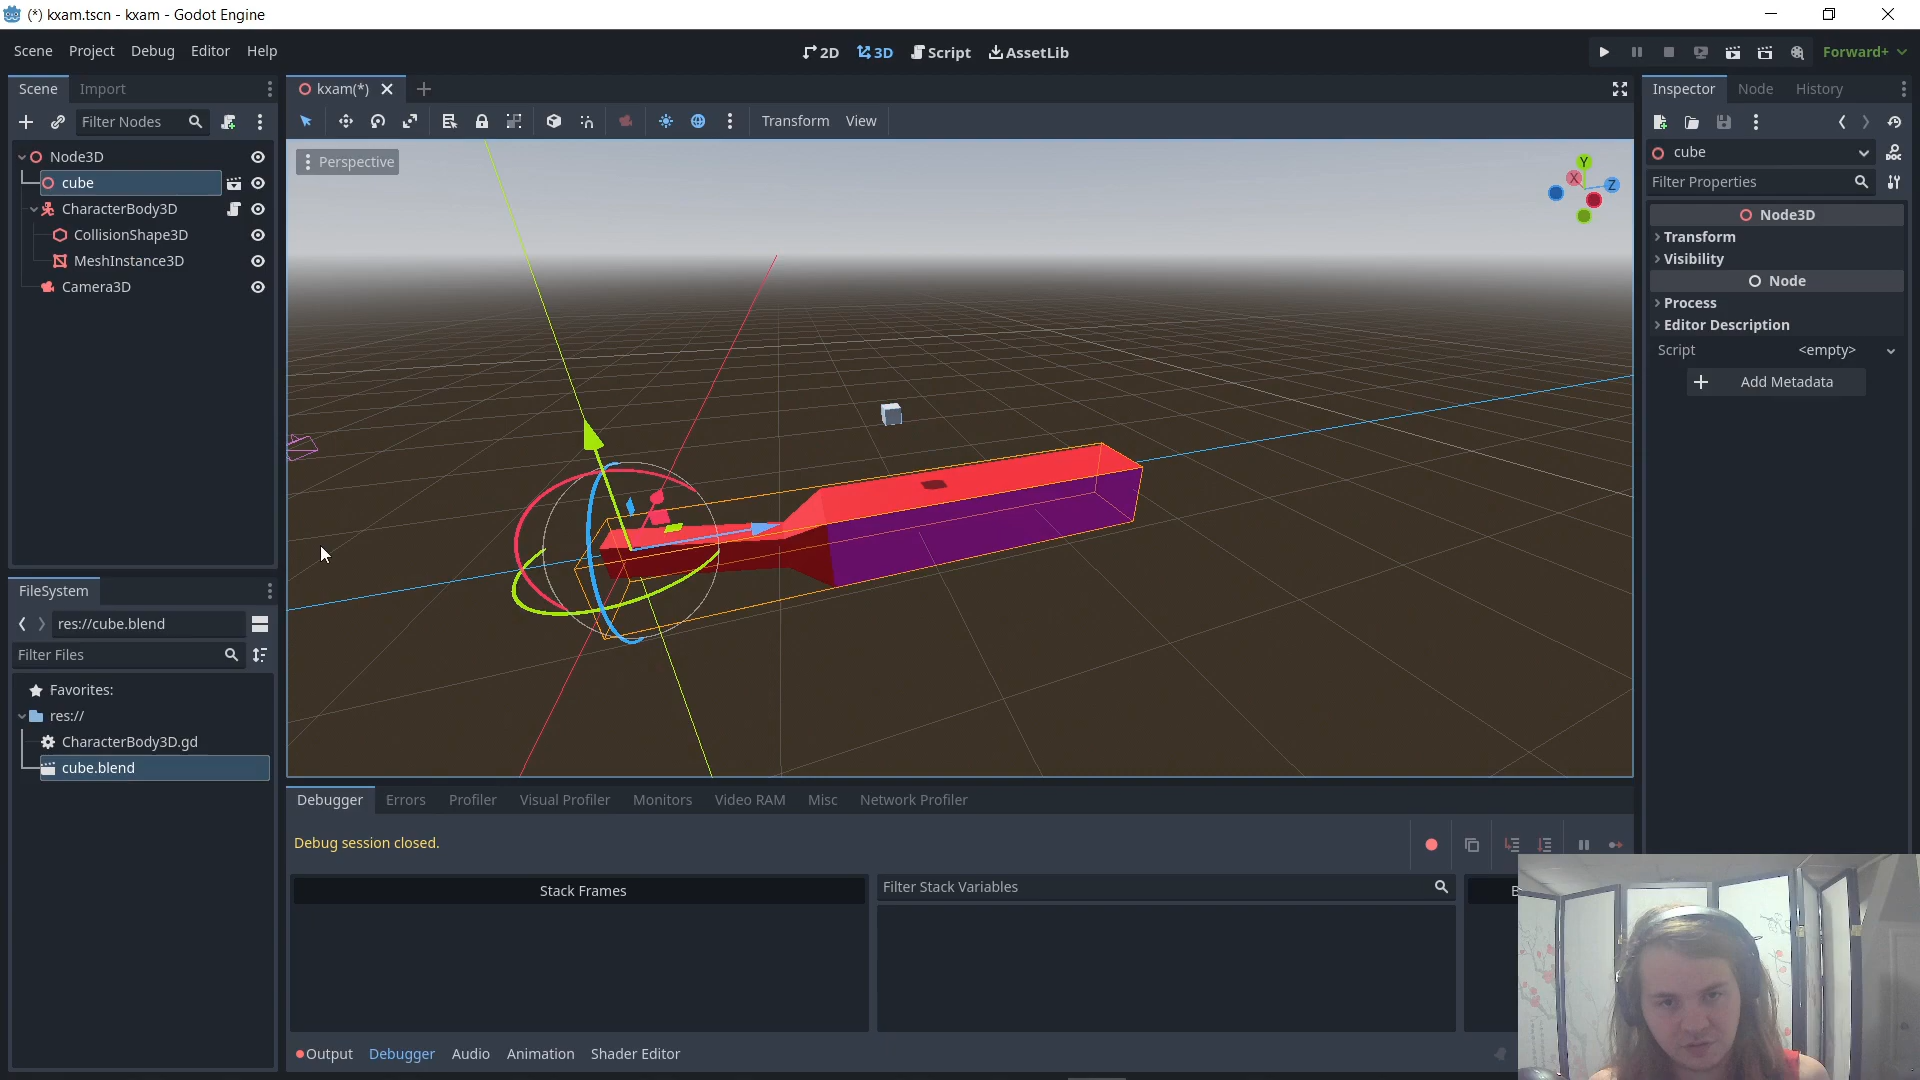 (*) kxam.tscn - kxam - Godot Engine
Scene Project Debug Editor Help
2D 3D Script AssetLib
Forward+
Scene Import
kxam(*)
Inspector Node History
Filter Nodes
Transform View
Node3D
cube
CharacterBody3D
CollisionShape3D
MeshInstance3D
Camera3D
Perspective
Y
X
Z
cube
Filter Properties
Node3D
Transform
Visibility
Node
Process
Editor Description
Script <empty>
Add Metadata
FileSystem
res://cube.blend
Filter Files
Favorites:
res://
CharacterBody3D.gd
cube.blend
Debugger Errors Profiler Visual Profiler Monitors Video RAM Misc Network Profiler
Debug session closed.
Stack Frames
Filter Stack Variables
Output Debugger Audio Animation Shader Editor